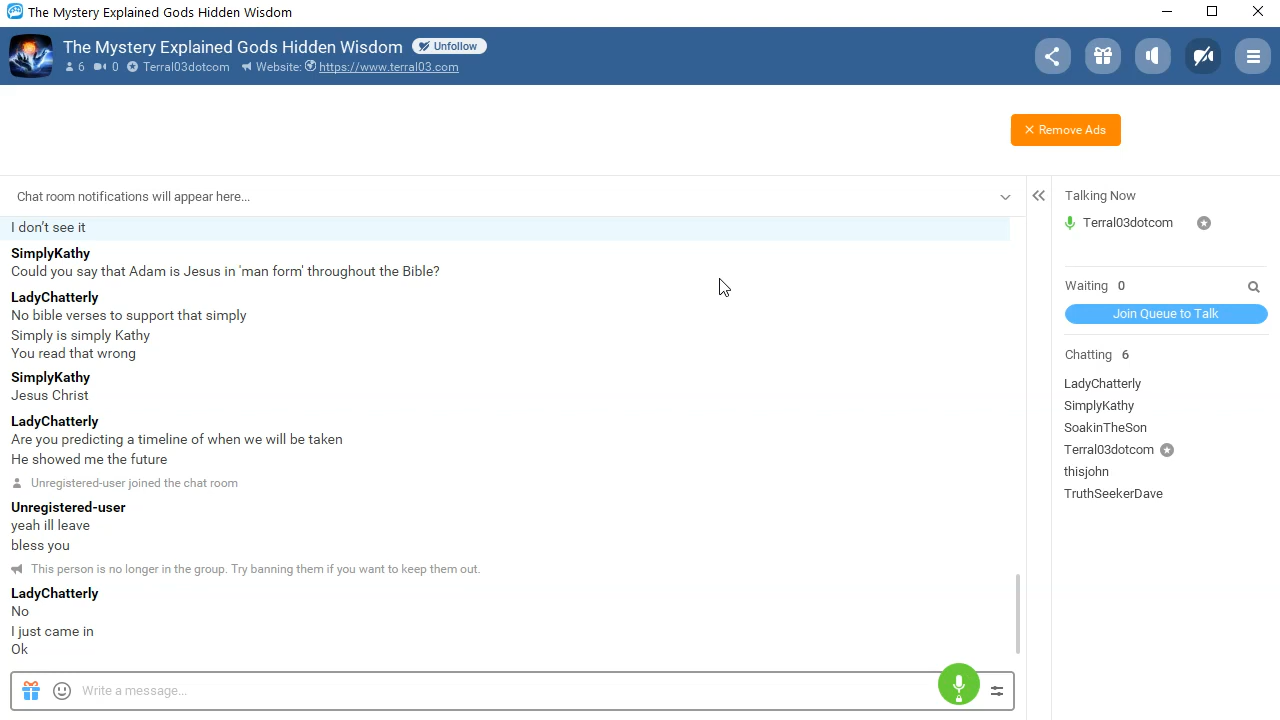 The Mystery Explained Gods Hidden Wisdom
The Mystery Explained Gods Hidden Wisdom Unfollow
6 0 Terral03dotcom Website: https://www.terral03.com
Remove Ads
Chat room notifications will appear here...
I don't see it
SimplyKathy
Could you say that Adam is Jesus in 'man form' throughout the Bible?
LadyChatterly
No bible verses to support that simply
Simply is simply Kathy
You read that wrong
SimplyKathy
Jesus Christ
LadyChatterly
Are you predicting a timeline of when we will be taken
He showed me the future
Unregistered-user joined the chat room
Unregistered-user
yeah ill leave
bless you
This person is no longer in the group. Try banning them if you want to keep them out.
LadyChatterly
No
I just came in
Ok
Write a message...
Talking Now
Terral03dotcom
Waiting 0
Join Queue to Talk
Chatting 6
LadyChatterly
SimplyKathy
SoakinTheSon
Terral03dotcom
thisjohn
TruthSeekerDave